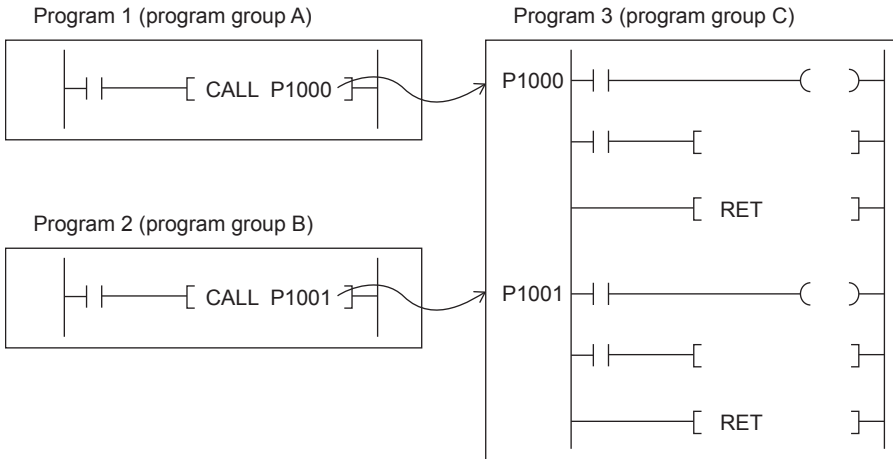 Program 1 (program group A)
CALL P1000
Program 2 (program group B)
CALL P1001
Program 3 (program group C)
P1000
RET
P1001
RET